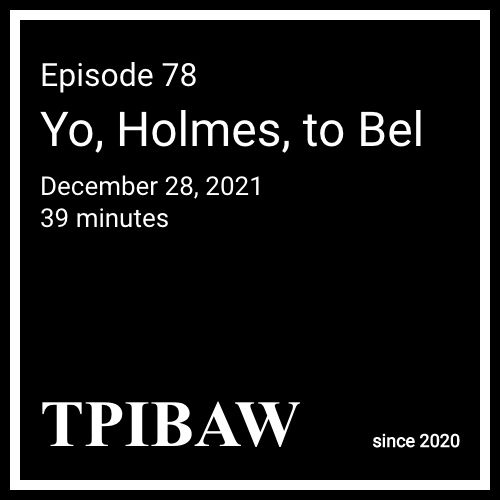 Episode 78
Yo, Holmes, to Bel
December 28, 2021
39 minutes
TPIBAW
since 2020